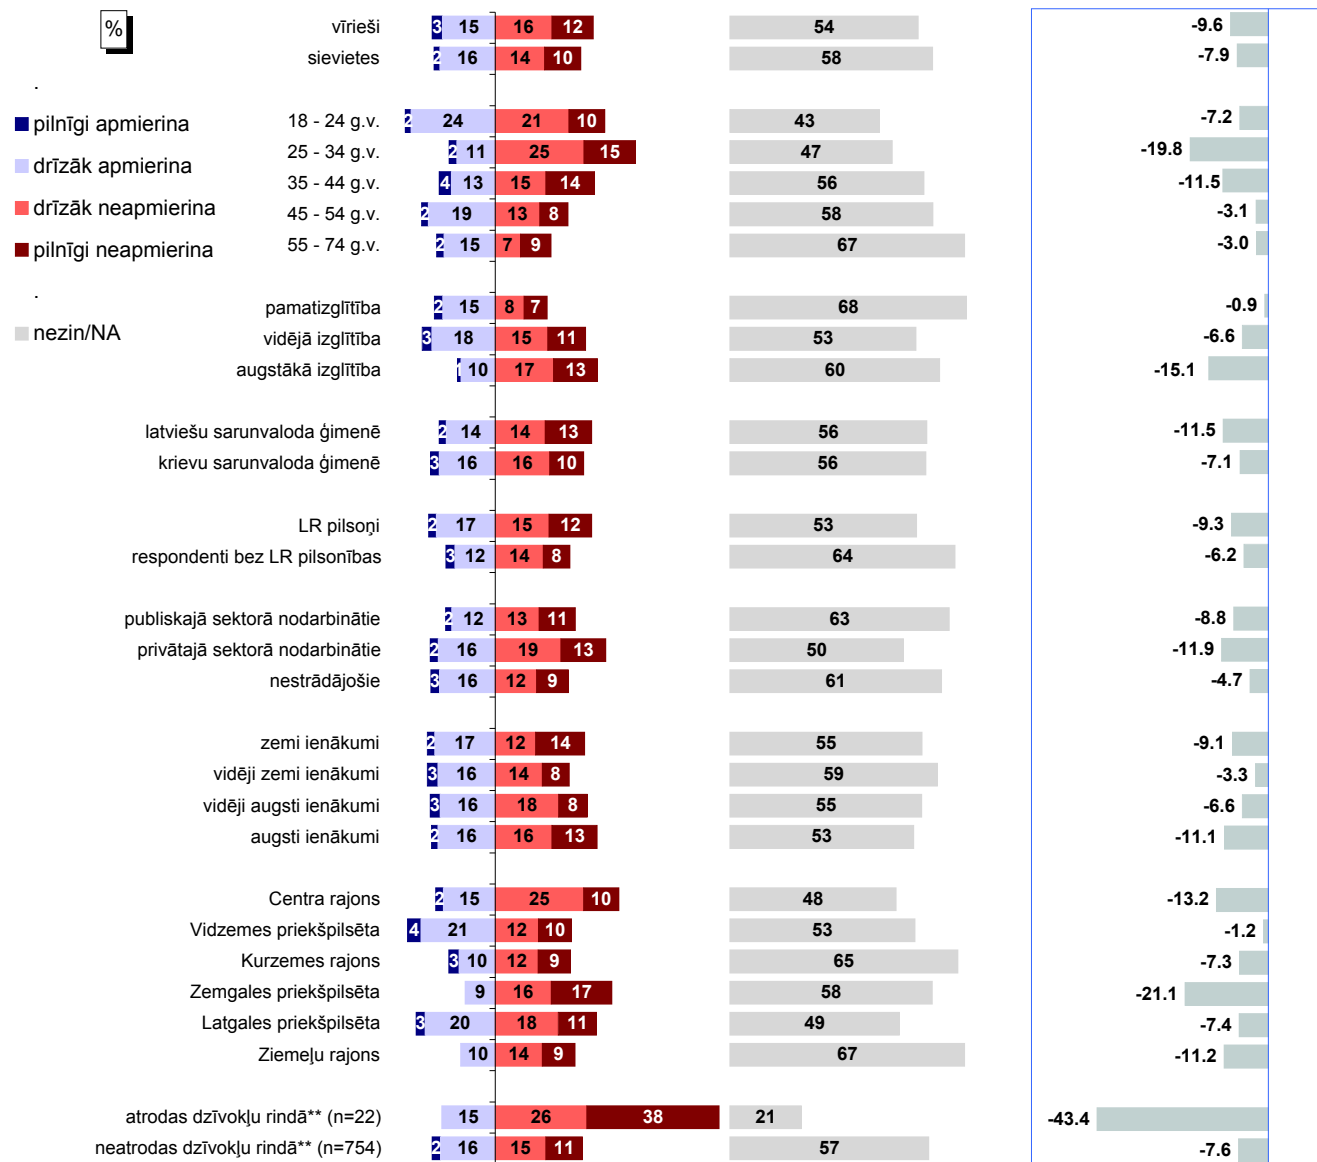 %
.
pilnīgi apmierina
drīzāk apmierina
drīzāk neapmierina
pilnīgi neapmierina
.
nezin/NA
vīrieši 3 15 16 12 54 -9.6
sievietes 2 16 14 10 58 -7.9
18 - 24 g.v. 2 24 21 10 43 -7.2
25 - 34 g.v. 2 11 25 15 47 -19.8
35 - 44 g.v. 4 13 15 14 56 -11.5
45 - 54 g.v. 2 19 13 8 58 -3.1
55 - 74 g.v. 2 15 7 9 67 -3.0
pamatizglītība 2 15 8 7 68 -0.9
vidējā izglītība 3 18 15 11 53 -6.6
augstākā izglītība 1 10 17 13 60 -15.1
latviešu sarunvaloda ģimenē 2 14 14 13 56 -11.5
krievu sarunvaloda ģimenē 3 16 16 10 56 -7.1
LR pilsoņi 2 17 15 12 53 -9.3
respondenti bez LR pilsonības 3 12 14 8 64 -6.2
publiskajā sektorā nodarbinātie 2 12 13 11 63 -8.8
privātajā sektorā nodarbinātie 2 16 19 13 50 -11.9
nestrādājošie 3 16 12 9 61 -4.7
zemi ienākumi 2 17 12 14 55 -9.1
vidēji zemi ienākumi 3 16 14 8 59 -3.3
vidēji augsti ienākumi 3 16 18 8 55 -6.6
augsti ienākumi 2 16 16 13 53 -11.1
Centra rajons 2 15 25 10 48 -13.2
Vidzemes priekšpilsēta 4 21 12 10 53 -1.2
Kurzemes rajons 3 10 12 9 65 -7.3
Zemgales priekšpilsēta 9 16 17 58 -21.1
Latgales priekšpilsēta 3 20 18 11 49 -7.4
Ziemeļu rajons 10 14 9 67 -11.2
atrodas dzīvokļu rindā** (n=22) 15 26 38 21 -43.4
neatrodas dzīvokļu rindā** (n=754) 2 16 15 11 57 -7.6